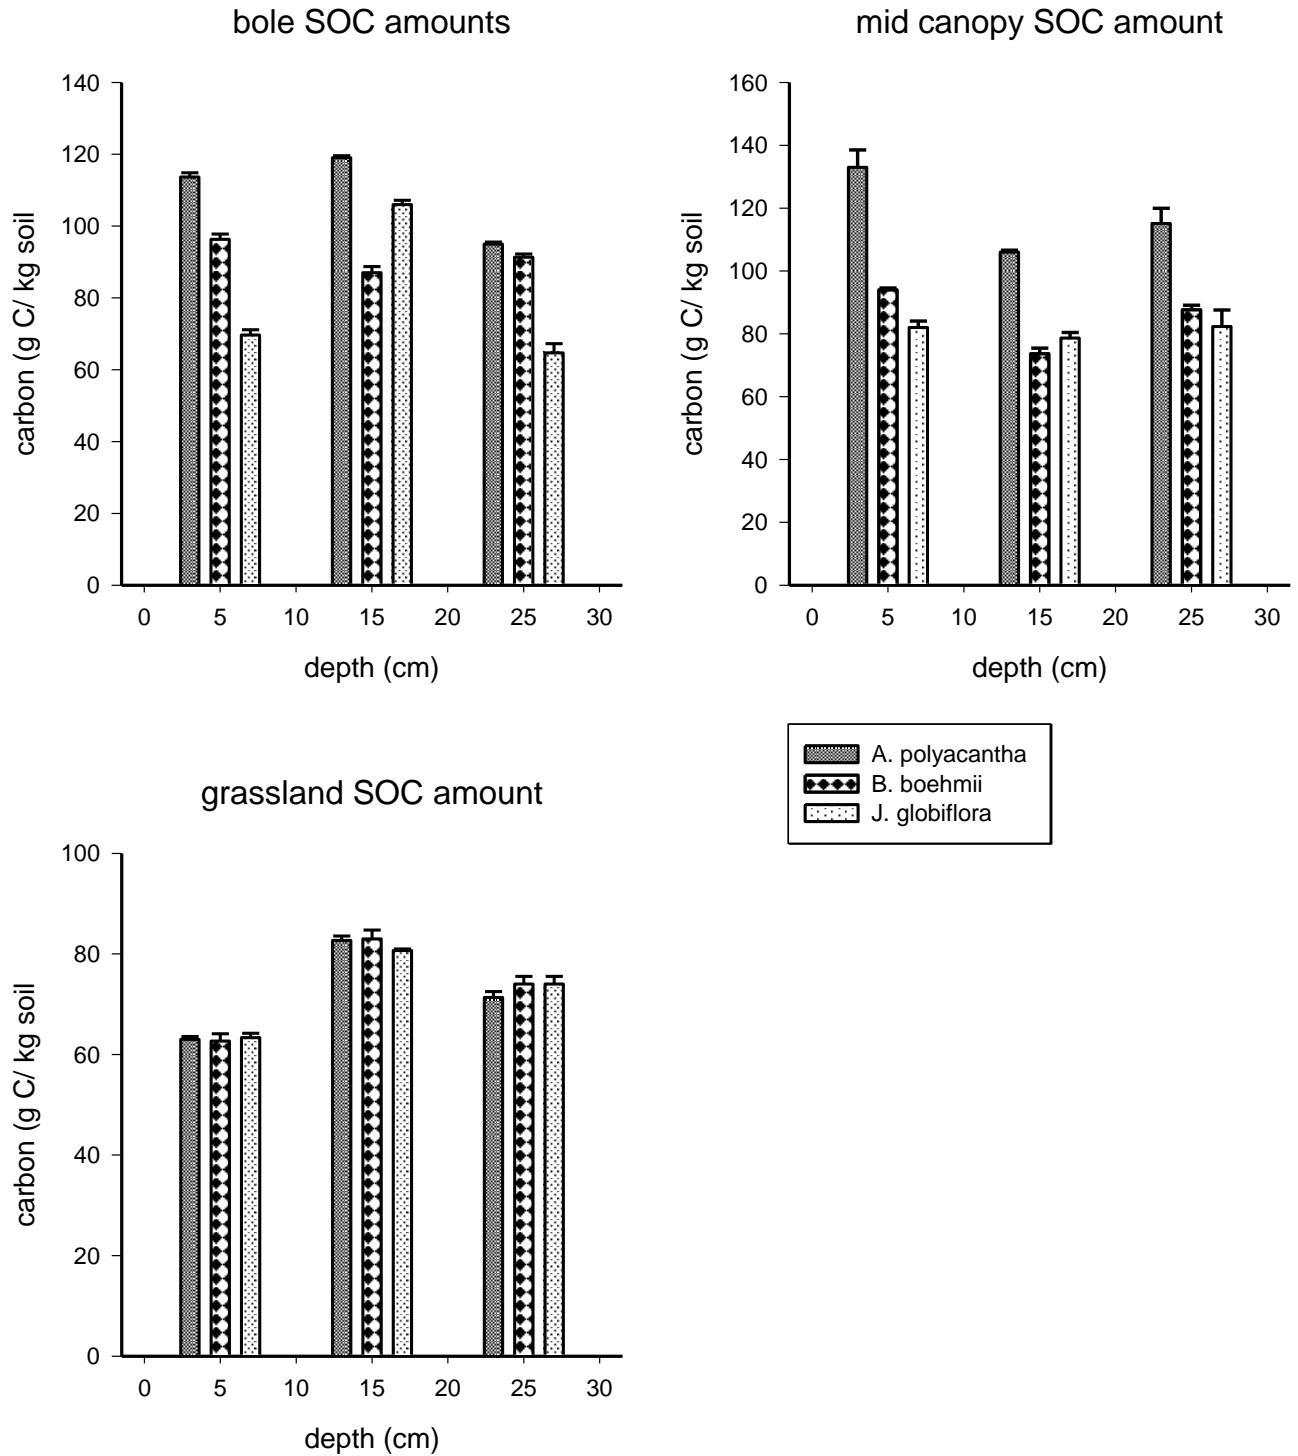 bole SOC amounts
carbon (g C/ kg soil
140
120
100
80
60
40
20
0
0 5 10 15 20 25 30
depth (cm)
mid canopy SOC amount
carbon (g C/ kg soil
160
140
120
100
80
60
40
20
0
0 5 10 15 20 25 30
depth (cm)
A. polyacantha
B. boehmii
J. globiflora
grassland SOC amount
carbon (g C/ kg soil
100
80
60
40
20
0
0 5 10 15 20 25 30
depth (cm)